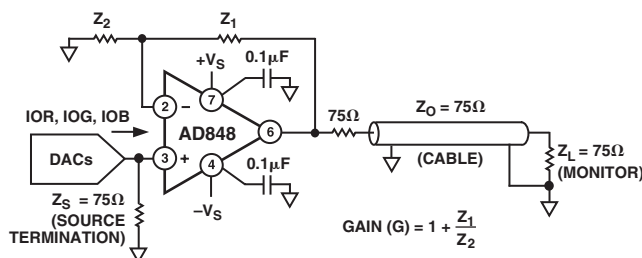 Z2
Z1
+VS
0.1µF
7
2
−
IOR, IOG, IOB
AD848
6
75Ω
ZO = 75Ω
DACs
3
+
4
0.1µF
(CABLE)
ZL = 75Ω
(MONITOR)
ZS = 75Ω
(SOURCE
TERMINATION)
−VS
GAIN (G) = 1 + Z1/Z2